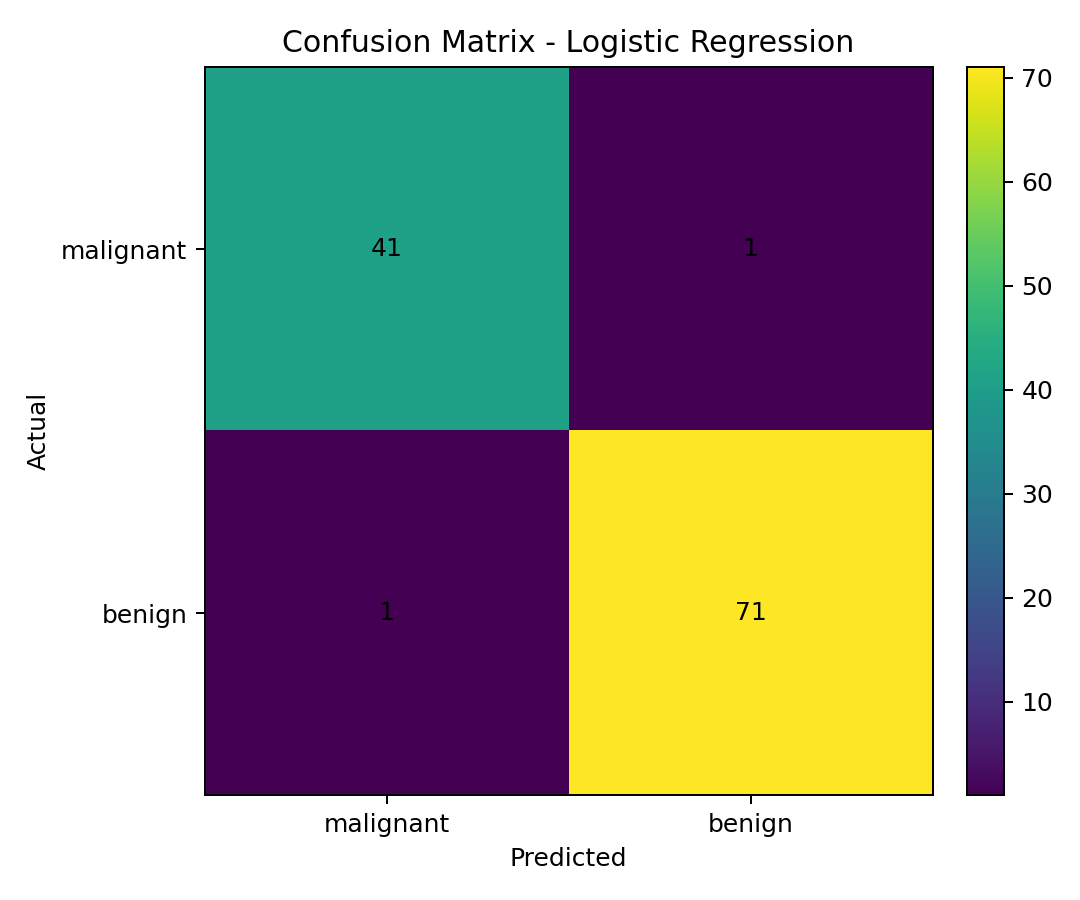 Confusion Matrix - Logistic Regression
70
60
50
40
30
20
10
malignant
41
1
Actual
benign
1
71
malignant
benign
Predicted